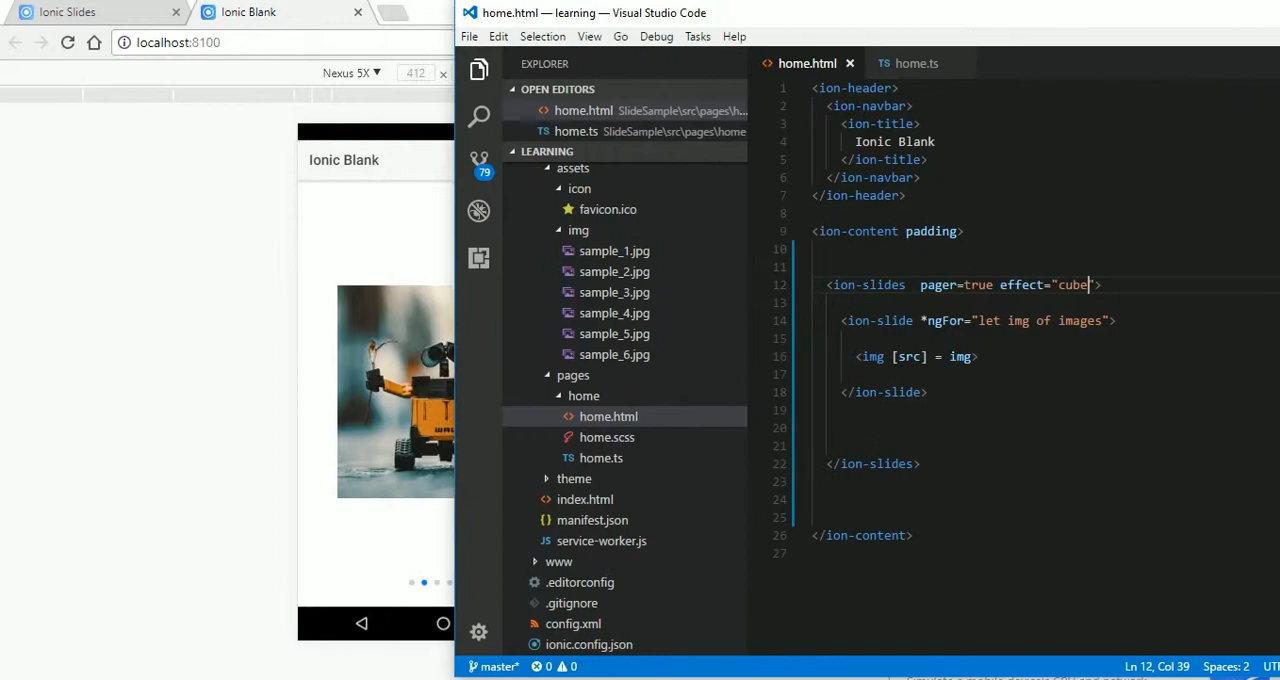 Ionic Slides
Ionic Blank
localhost:8100
Nexus 5X
412
Ionic Blank
home.html — learning — Visual Studio Code
File Edit Selection View Go Debug Tasks Help
EXPLORER
OPEN EDITORS
home.html SlideSample\src\pages\h...
TS home.ts SlideSample\src\pages\home
LEARNING
79
assets
icon
favicon.ico
img
sample_1.jpg
sample_2.jpg
sample_3.jpg
sample_4.jpg
sample_5.jpg
sample_6.jpg
pages
home
home.html
home.scss
TS home.ts
theme
index.html
manifest.json
JS service-worker.js
www
.editorconfig
.gitignore
config.xml
ionic.config.json
home.html
TS home.ts
1 <ion-header>
2 <ion-navbar>
3 <ion-title>
4 Ionic Blank
5 </ion-title>
6 </ion-navbar>
7 </ion-header>
8
9 <ion-content padding>
10
11
12 <ion-slides  pager=true effect="cube">
13
14 <ion-slide *ngFor="let img of images">
15
16 <img [src] = img>
17
18 </ion-slide>
19
20
21
22 </ion-slides>
23
24
25
26 </ion-content>
27
master* 0 0
Ln 12, Col 39 Spaces: 2 UT